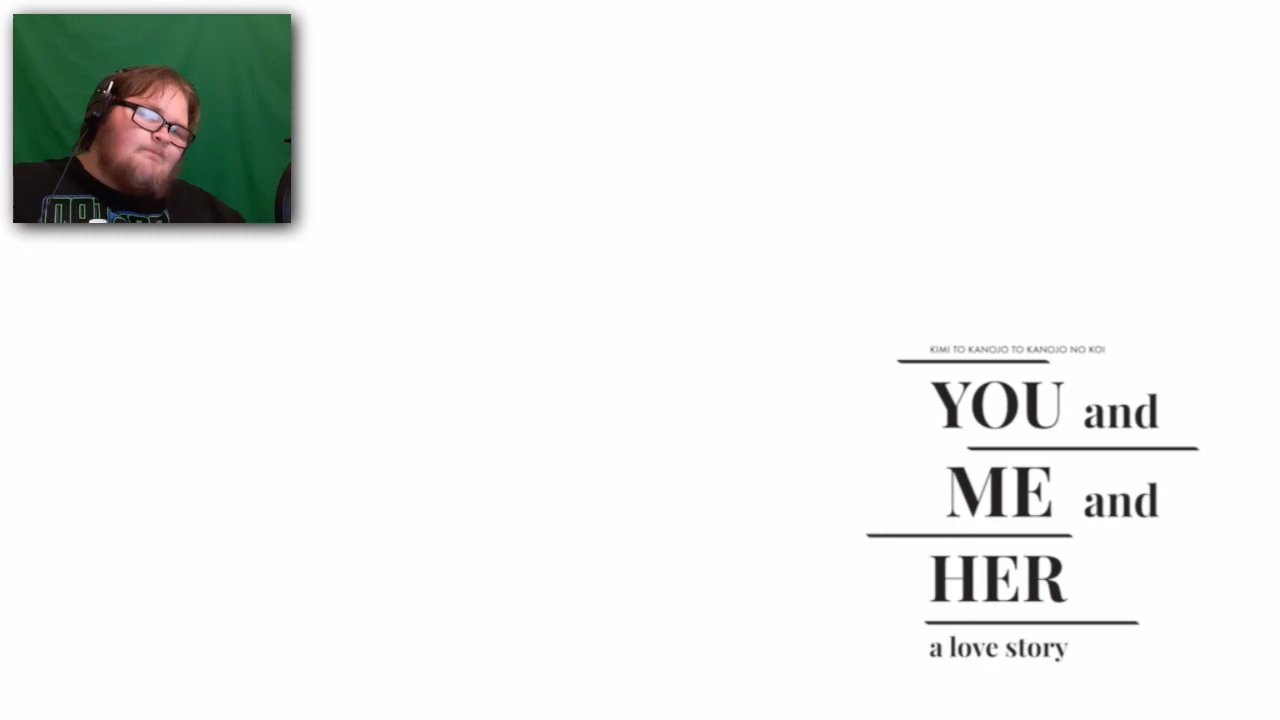 KIMI TO KANOJO TO KANOJO NO KOI
YOU and
ME and
HER
a love story